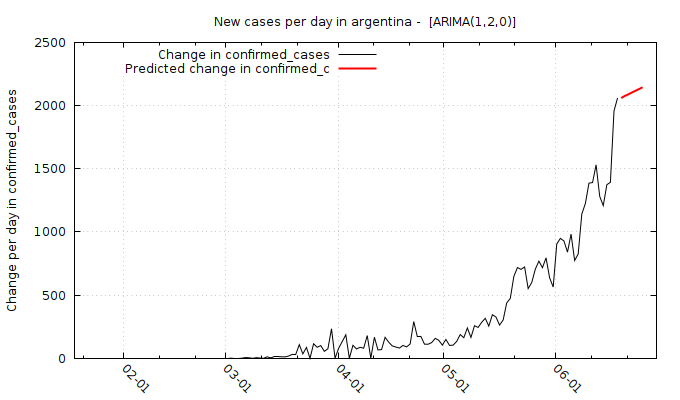 New cases per day in argentina -  [ARIMA(1,2,0)]
Change in confirmed_cases
Predicted change in confirmed_c
Change per day in confirmed_cases
2500
2000
1500
1000
500
0
02-01
03-01
04-01
05-01
06-01